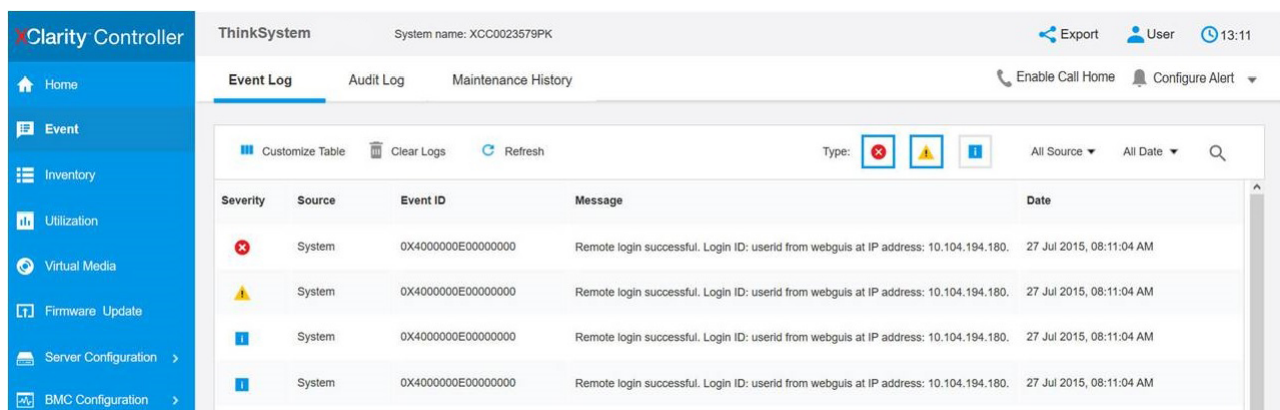 XClarity Controller
ThinkSystem System name: XCC0023579PK Export User 13:11
Home
Event Log Audit Log Maintenance History Enable Call Home Configure Alert
Event
Customize Table Clear Logs Refresh Type: All Source All Date
Inventory
Severity Source Event ID Message Date
Utilization
System 0X4000000E00000000 Remote login successful. Login ID: userid from webguis at IP address: 10.104.194.180. 27 Jul 2015, 08:11:04 AM
Virtual Media
System 0X4000000E00000000 Remote login successful. Login ID: userid from webguis at IP address: 10.104.194.180. 27 Jul 2015, 08:11:04 AM
Firmware Update
System 0X4000000E00000000 Remote login successful. Login ID: userid from webguis at IP address: 10.104.194.180. 27 Jul 2015, 08:11:04 AM
Server Configuration
System 0X4000000E00000000 Remote login successful. Login ID: userid from webguis at IP address: 10.104.194.180. 27 Jul 2015, 08:11:04 AM
BMC Configuration